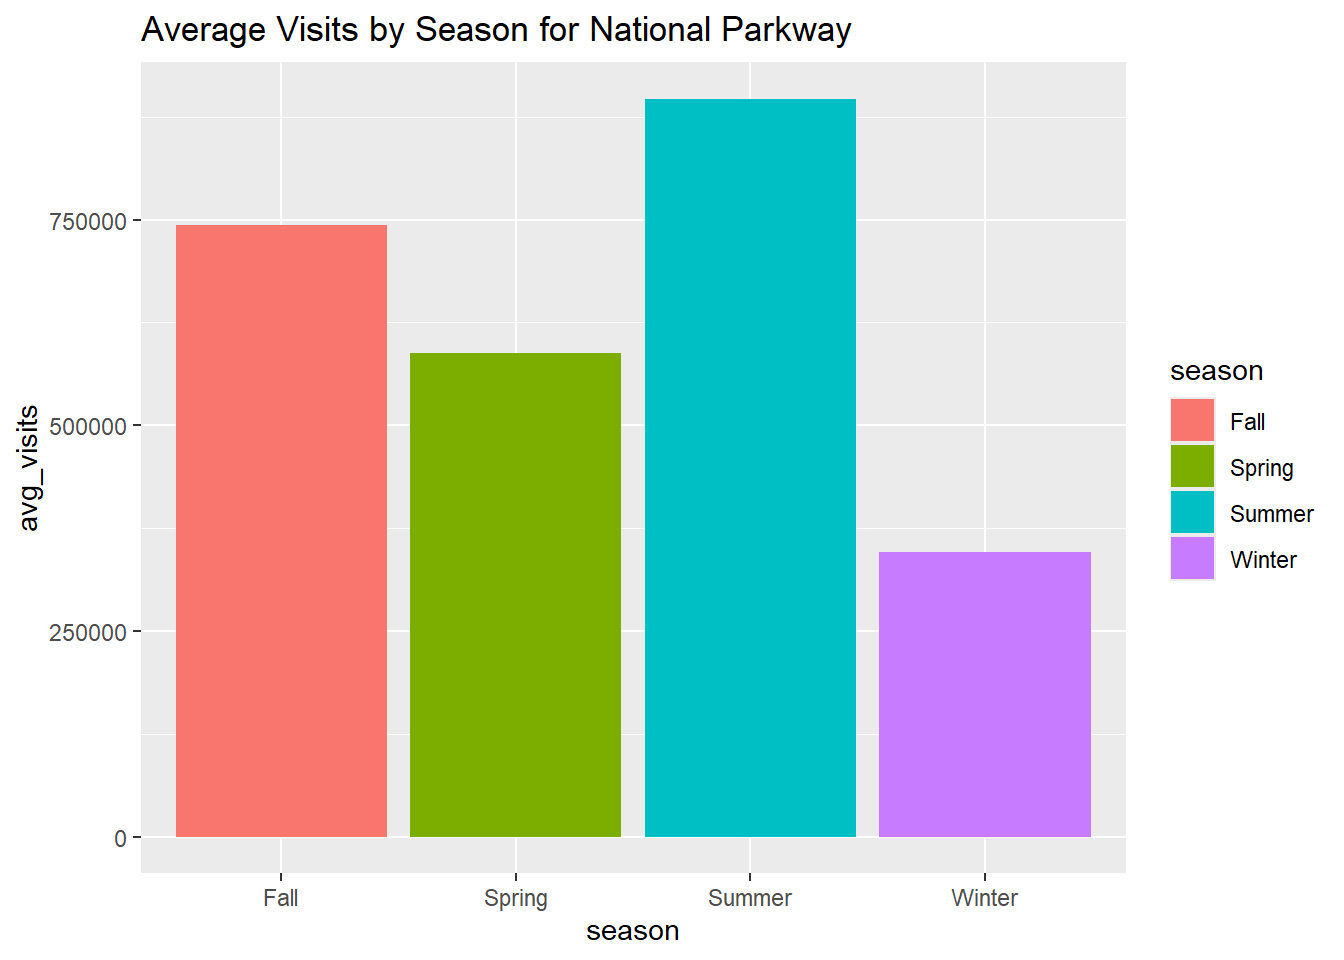 Average Visits by Season for National Parkway
avg_visits
750000
500000
250000
0
Fall
Spring
Summer
Winter
season
season
Fall
Spring
Summer
Winter